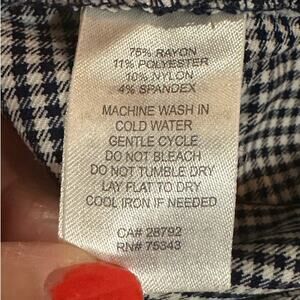 75% RAYON
11% POLYESTER
10% NYLON
4% SPANDEX
MACHINE WASH IN
COLD WATER
GENTLE CYCLE
DO NOT BLEACH
DO NOT TUMBLE DRY
LAY FLAT TO DRY
COOL IRON IF NEEDED
CA# 28792
RN# 75343